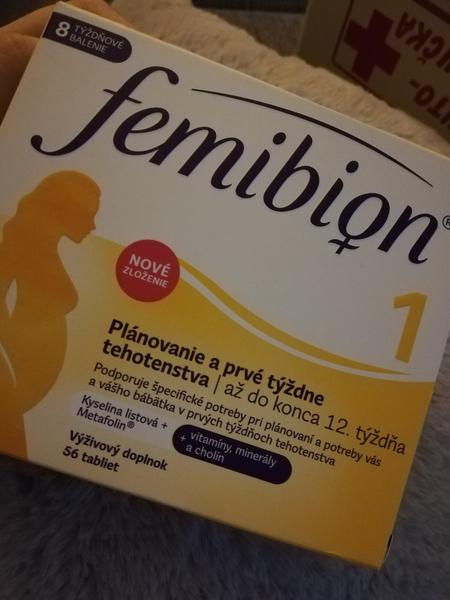 8 TÝŽDŇOVÉ
BALENIE
femibion®
1
NOVÉ
ZLOŽENIE
Plánovanie a prvé týždne
tehotenstva | až do konca 12. týždňa
Podporuje špecifické potreby pri plánovaní a potreby vás
a vášho bábätka v prvých týždňoch tehotenstva
Kyselina listová +
Metafolin®
+ vitamíny, minerály
a cholín
Výživový doplnok
56 tabliet